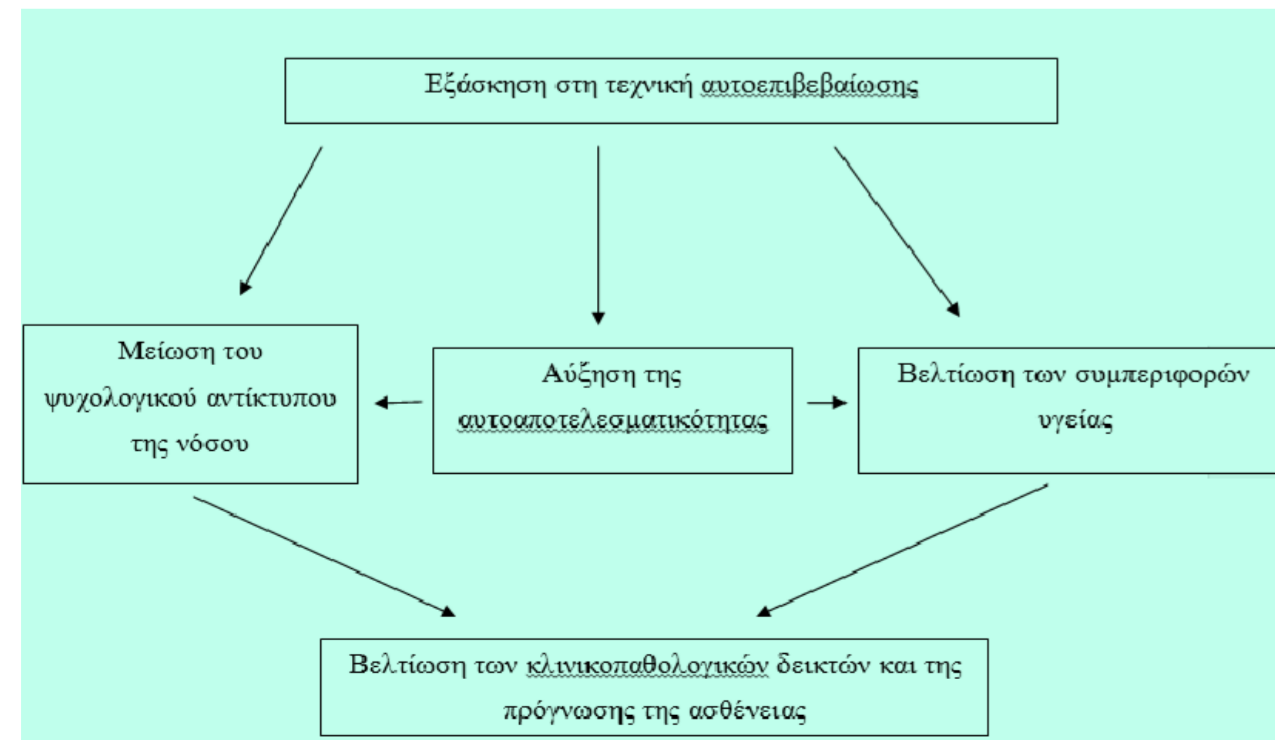 Εξάσκηση στη τεχνική αυτοεπιβεβαίωσης
Μείωση του
ψυχολογικού αντίκτυπου
της νόσου
Αύξηση της
αυτοαποτελεσματικότητας
Βελτίωση των συμπεριφορών
υγείας
Βελτίωση των κλινικοπαθολογικών δεικτών και της
πρόγνωσης της ασθένειας